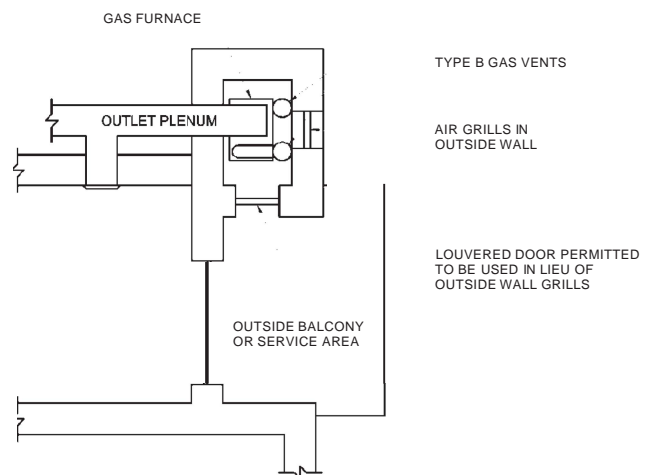 GAS FURNACE
TYPE B GAS VENTS
OUTLET PLENUM
AIR GRILLS IN
OUTSIDE WALL
LOUVERED DOOR PERMITTED
TO BE USED IN LIEU OF
OUTSIDE WALL GRILLS
OUTSIDE BALCONY
OR SERVICE AREA